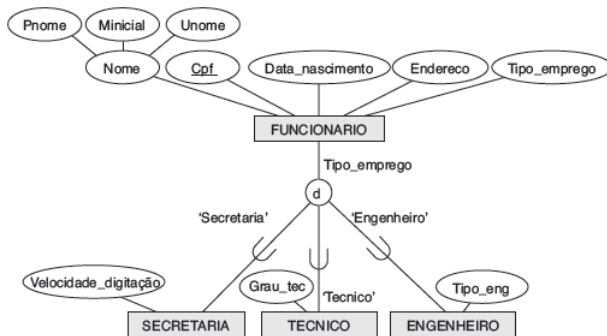 Pnome Minicial Unome
Nome Cpf Data_nascimento Endereco Tipo_emprego
FUNCIONARIO
Tipo_emprego
d
‘Secretaria’ ‘Engenheiro’
Velocidade_digitação Grau_tec Tipo_eng
‘Tecnico’
SECRETARIA TECNICO ENGENHEIRO